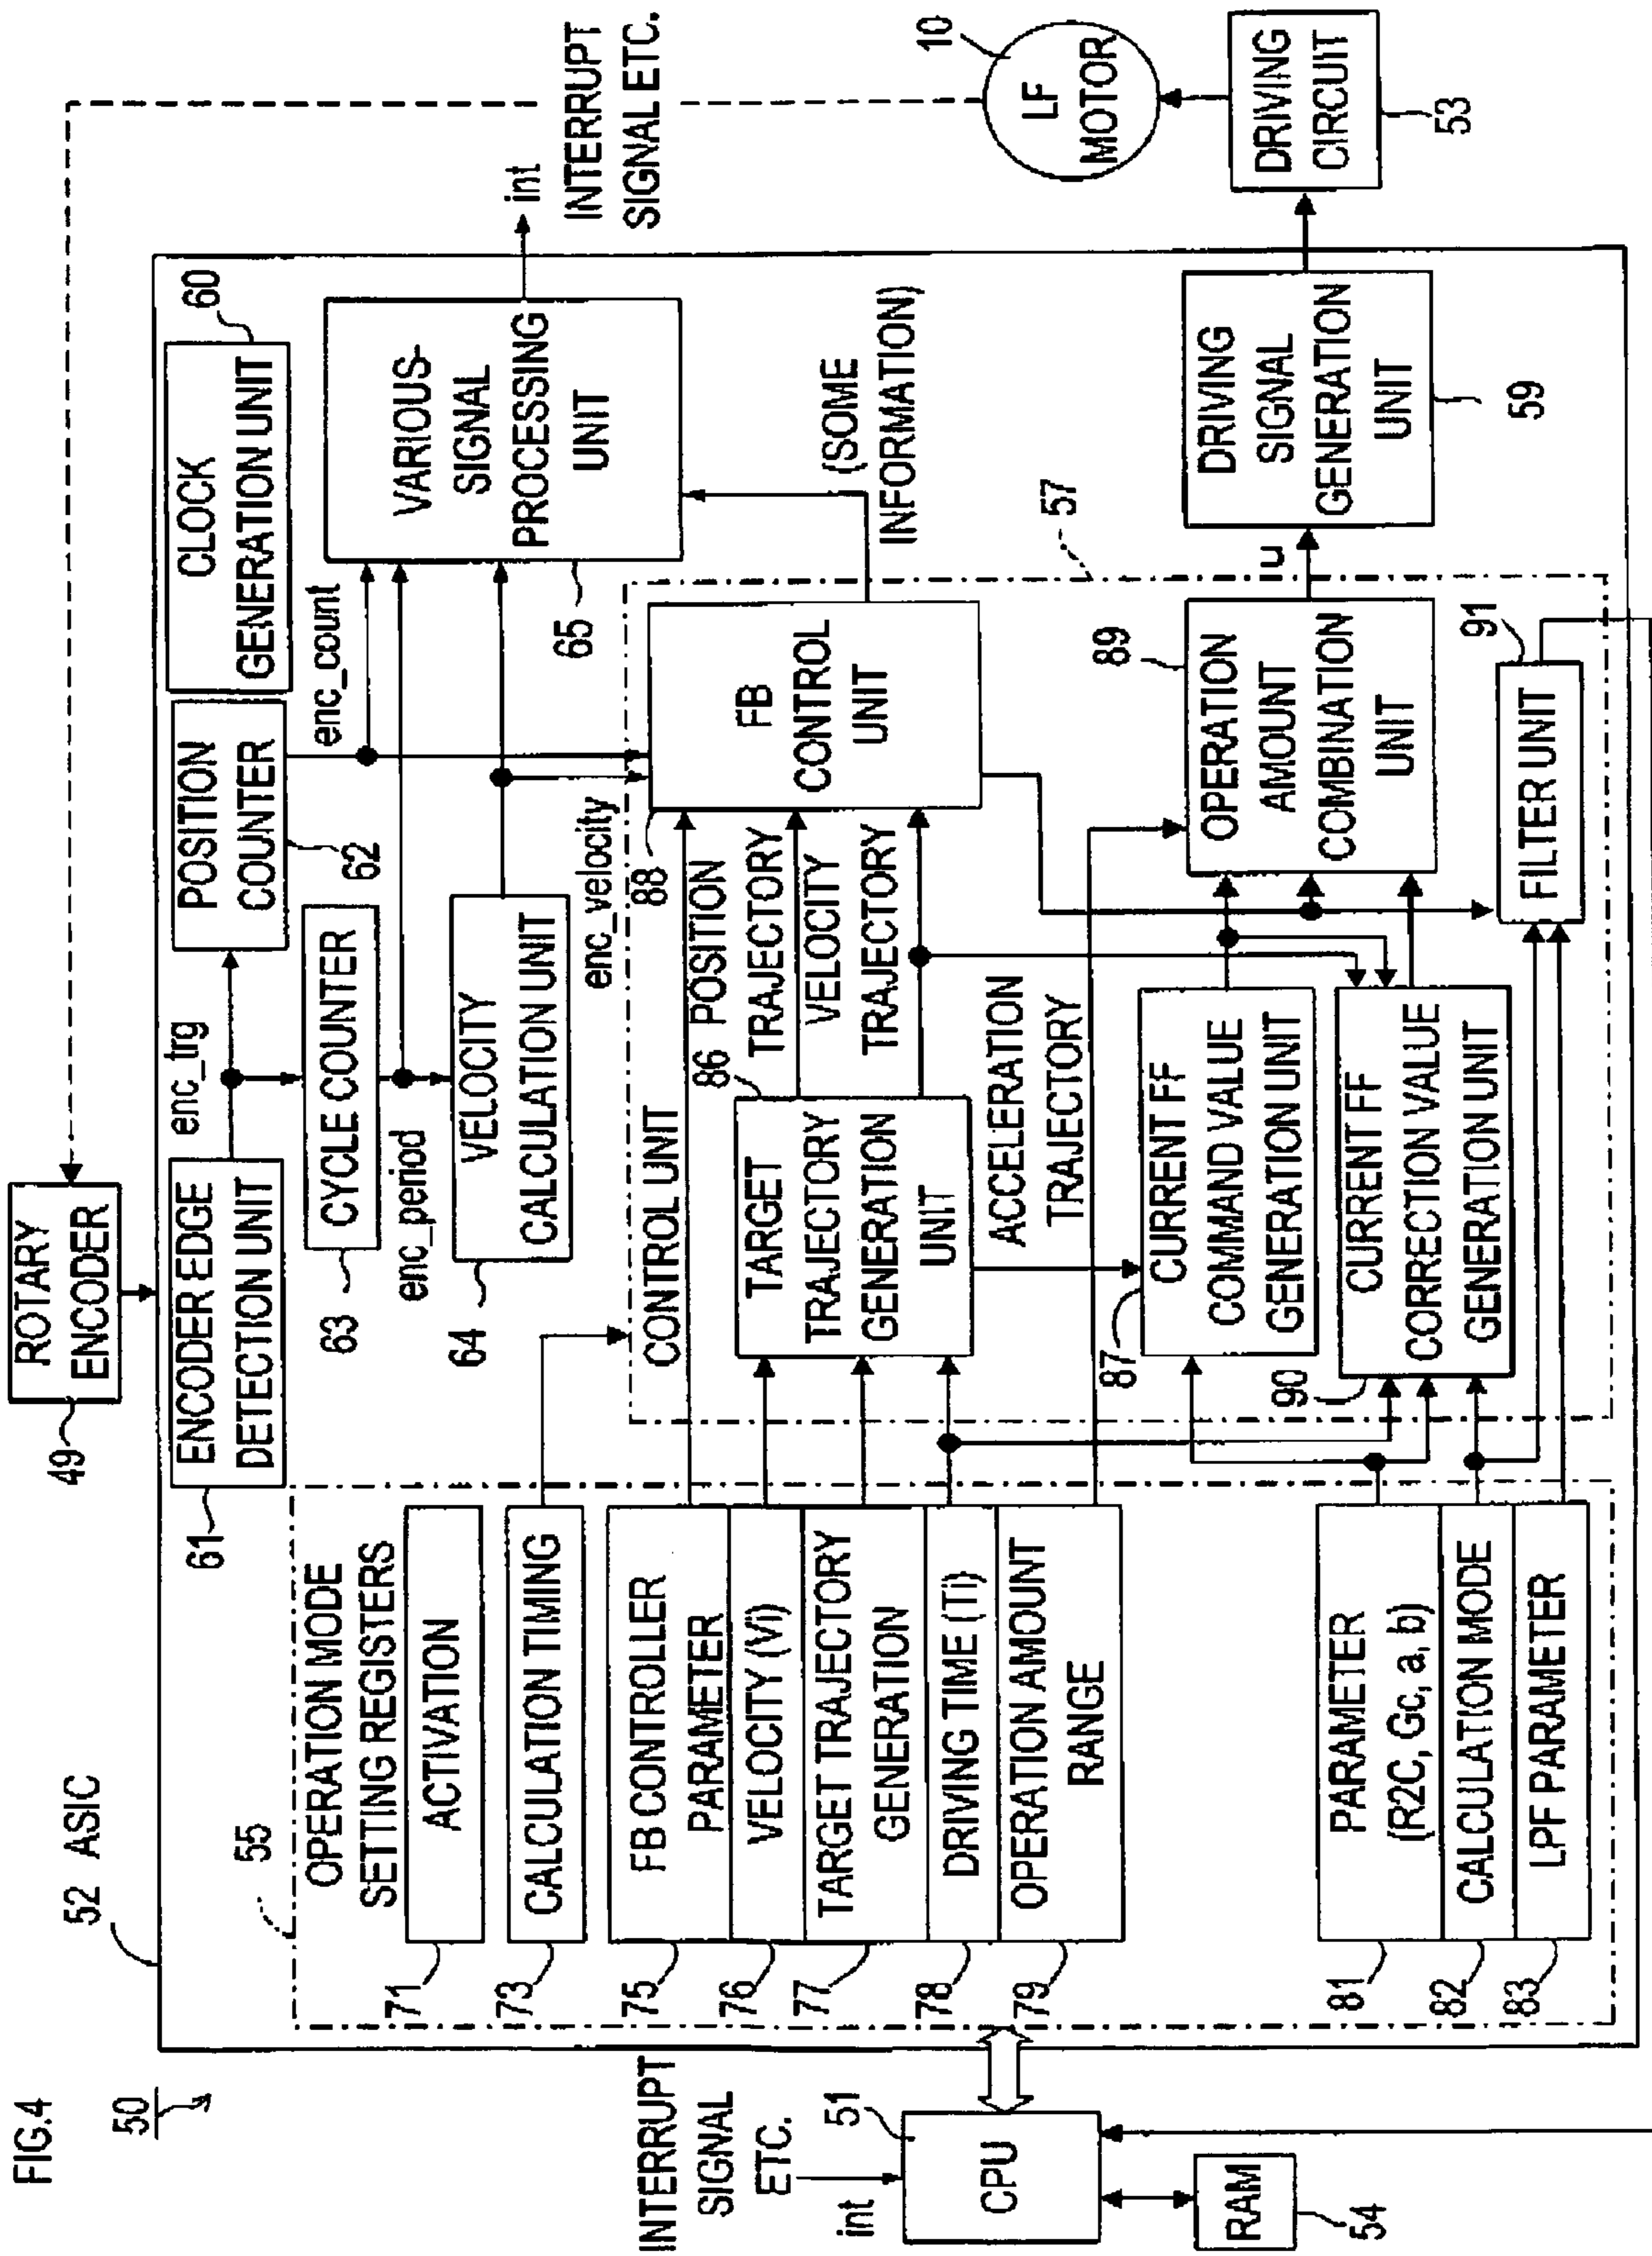 FIG.4
50
52 ASIC
55
OPERATION MODE
SETTING REGISTERS
71
ACTIVATION
73
CALCULATION TIMING
75
FB CONTROLLER
PARAMETER
76
VELOCITY (Vi)
77
TARGET TRAJECTORY
GENERATION
78
DRIVING TIME (Ti)
79
OPERATION AMOUNT
RANGE
81
PARAMETER
(R2C, Gc, a, b)
82
CALCULATION MODE
83
LPF PARAMETER
INTERRUPT
SIGNAL
ETC.
int
51
CPU
RAM
54
49
ROTARY
ENCODER
61
ENCODER EDGE
DETECTION UNIT
enc_trg
POSITION
COUNTER
62
CLOCK
GENERATION UNIT
60
CYCLE COUNTER
63
enc_period
enc_count
VELOCITY
CALCULATION UNIT
64
enc_velocity
VARIOUS-
SIGNAL
PROCESSING
UNIT
65
int
INTERRUPT
SIGNAL ETC.
(SOME
INFORMATION)
CONTROL UNIT
57
86
TARGET
TRAJECTORY
GENERATION
UNIT
POSITION
TRAJECTORY
VELOCITY
TRAJECTORY
88
FB
CONTROL
UNIT
ACCELERATION
TRAJECTORY
87
CURRENT FF
COMMAND VALUE
GENERATION UNIT
90
CURRENT FF
CORRECTION VALUE
GENERATION UNIT
89
OPERATION
AMOUNT
COMBINATION
UNIT
u
91
FILTER UNIT
DRIVING
SIGNAL
GENERATION
UNIT
59
DRIVING
CIRCUIT
53
LF
MOTOR
10